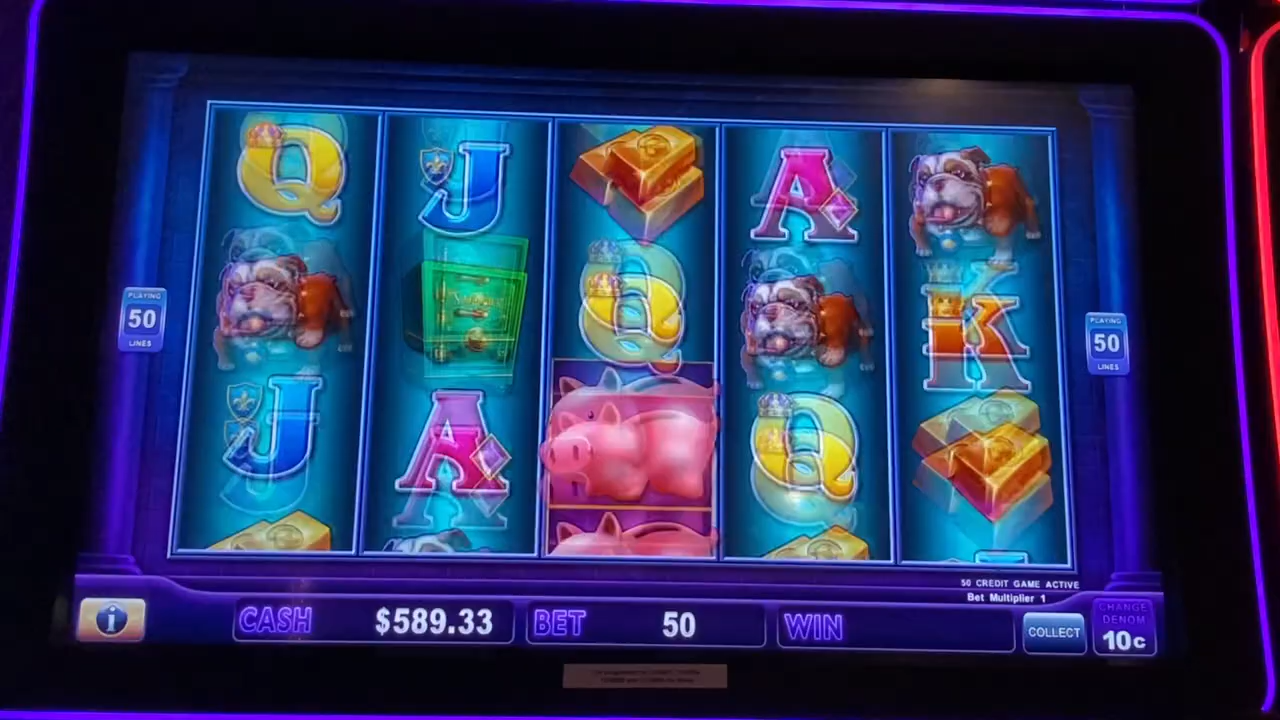 Q
J
A
K
PLAYING
50
LINES
Q
PLAYING
50
LINES
J
A
Q
50 CREDIT GAME ACTIVE
Bet Multiplier 1
CASH $589.33 BET 50 WIN
COLLECT
CHANGE
DENOM
10¢